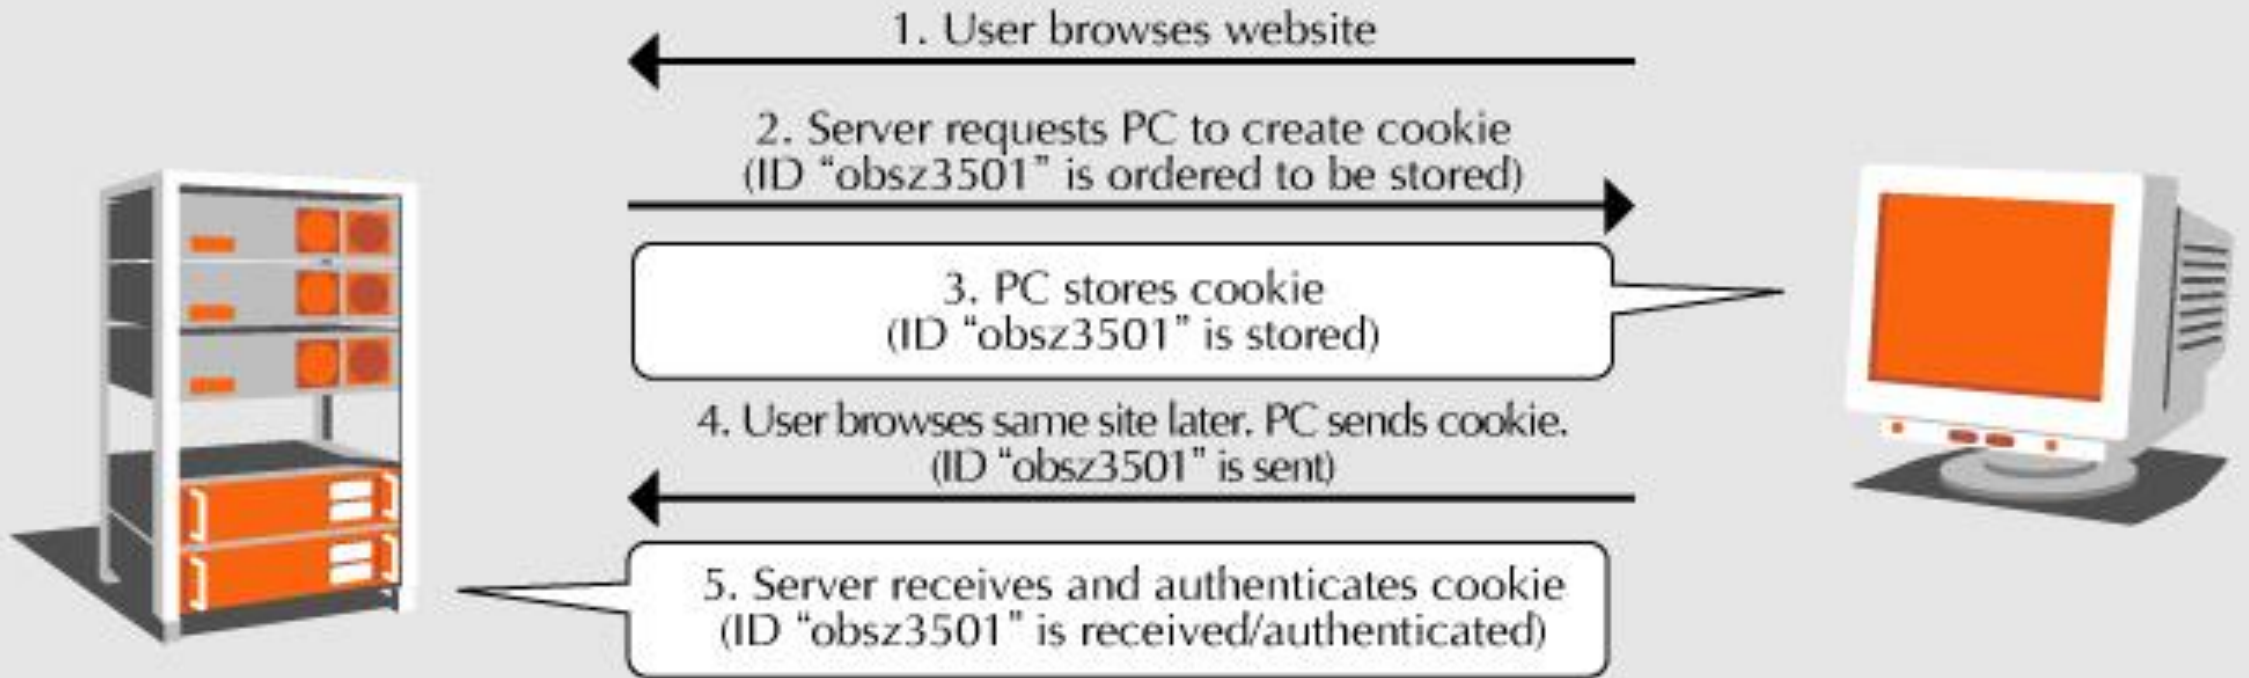 1. User browses website
2. Server requests PC to create cookie
(ID “obsz3501” is ordered to be stored)
3. PC stores cookie
(ID “obsz3501” is stored)
4. User browses same site later. PC sends cookie.
(ID “obsz3501” is sent)
5. Server receives and authenticates cookie
(ID “obsz3501” is received/authenticated)